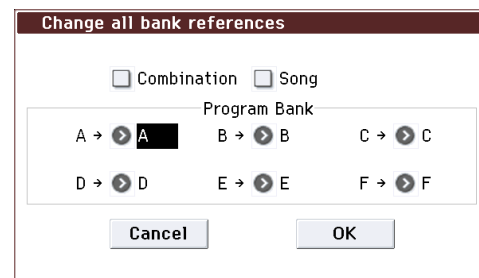 Change all bank references
Combination Song
Program Bank
A → A B → B C → C
D → D E → E F → F
Cancel OK